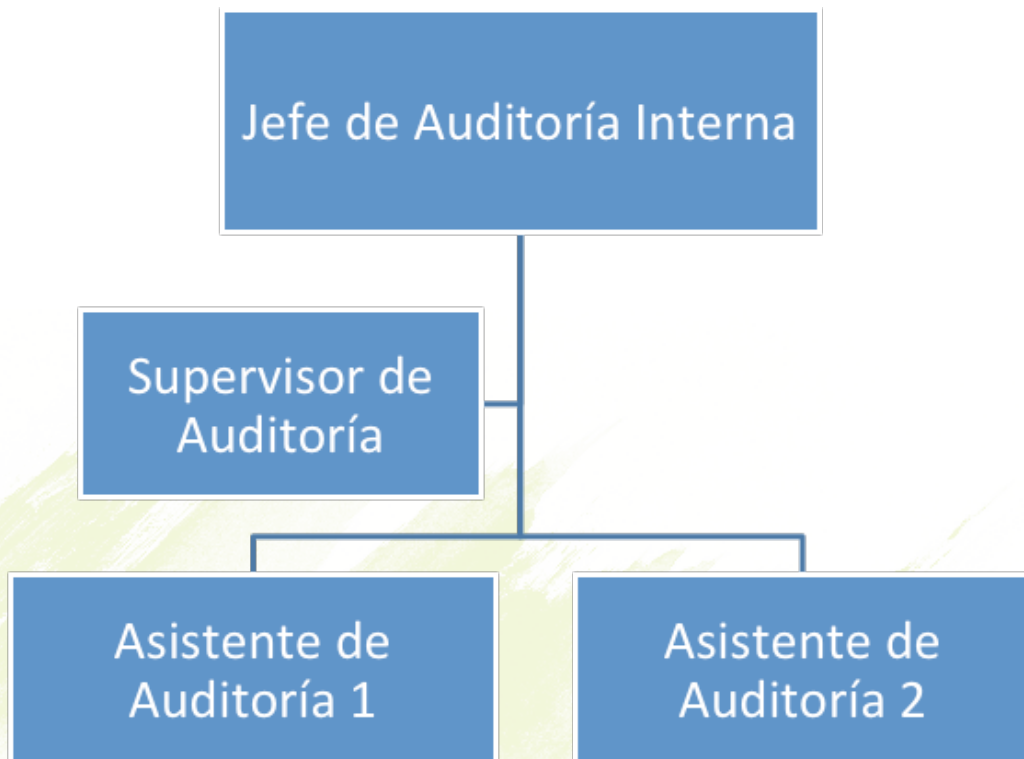 Jefe de Auditoría Interna
Supervisor de
Auditoría
Asistente de
Auditoría 1
Asistente de
Auditoría 2